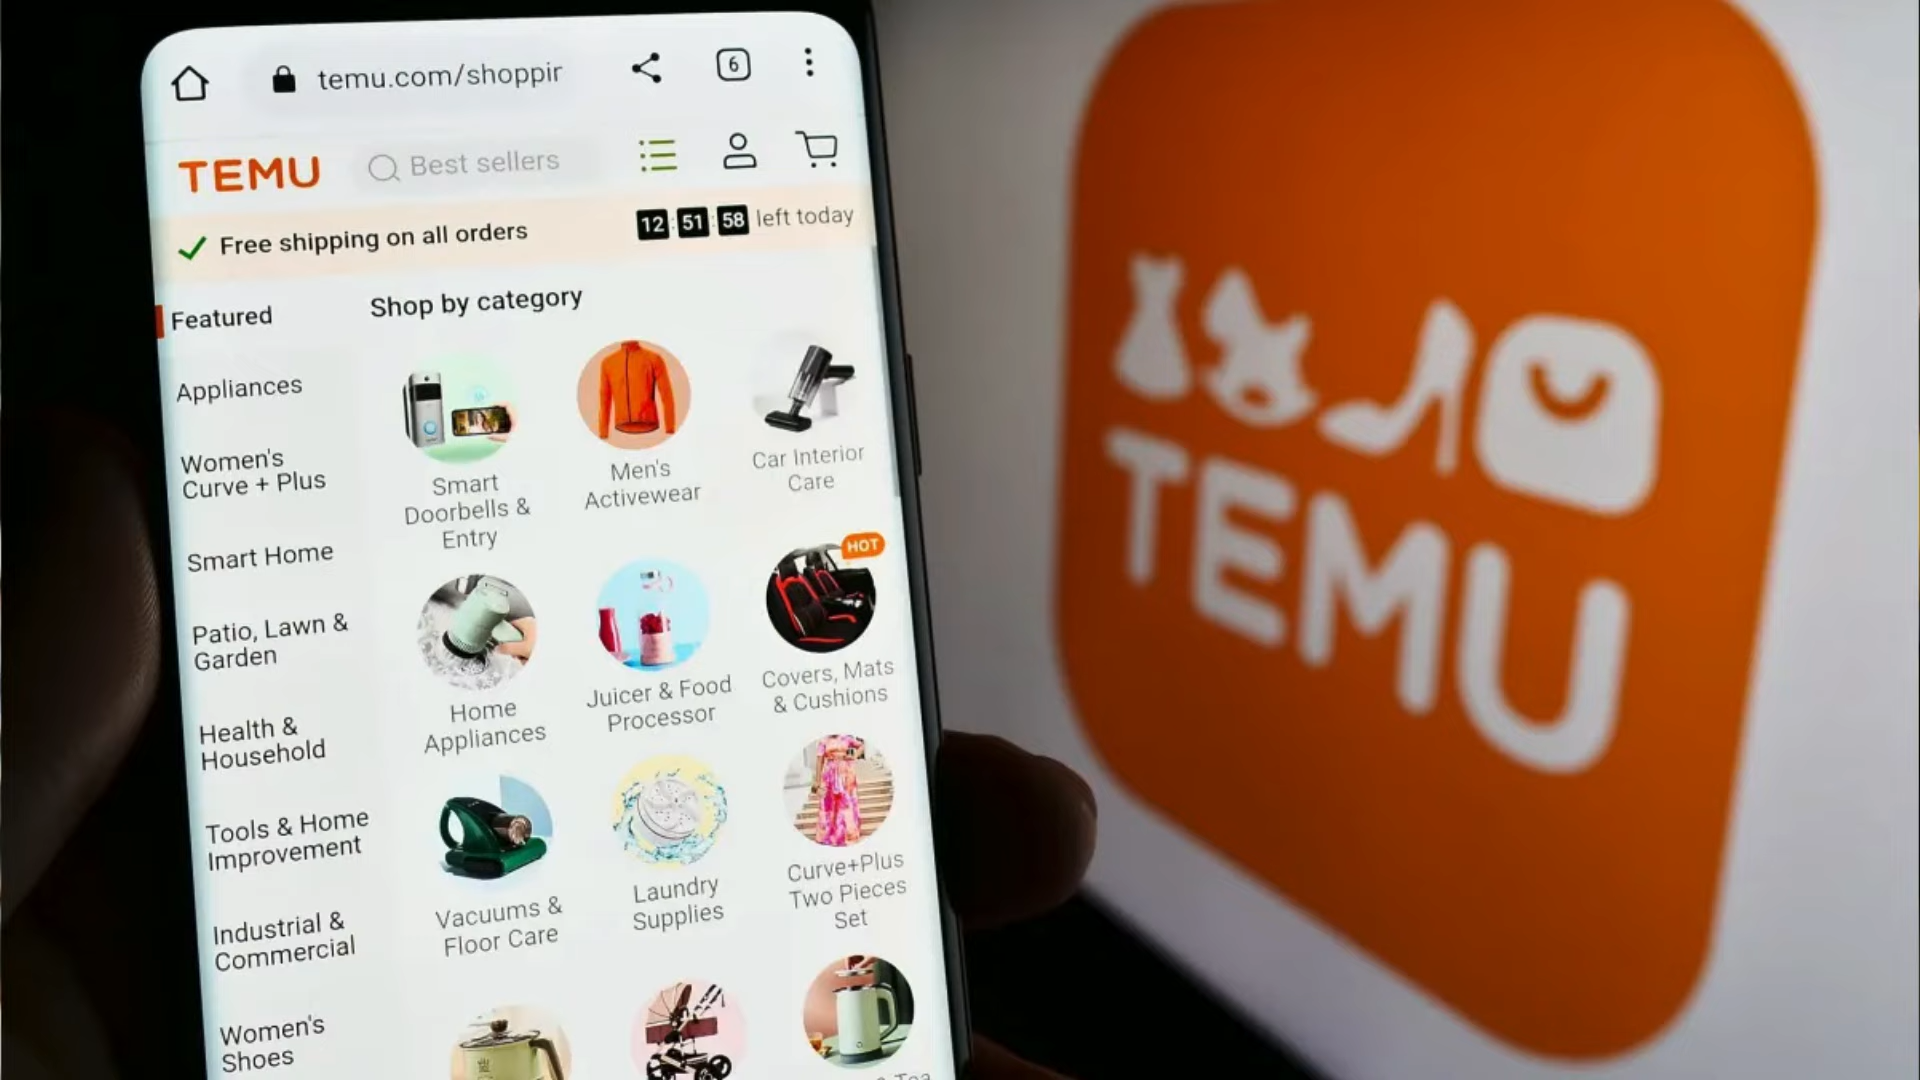 temu.com/shoppir
6
TEMU
Best sellers
Free shipping on all orders
12 : 51 : 58 left today
Featured
Appliances
Women's
Curve + Plus
Smart Home
Patio, Lawn &
Garden
Health &
Household
Tools & Home
Improvement
Industrial &
Commercial
Women's
Shoes
Shop by category
Smart
Doorbells &
Entry
Men's
Activewear
Car Interior
Care
Home
Appliances
Juicer & Food
Processor
HOT
Covers, Mats
& Cushions
Vacuums &
Floor Care
Laundry
Supplies
Curve+Plus
Two Pieces
Set
& Tea
TEMU